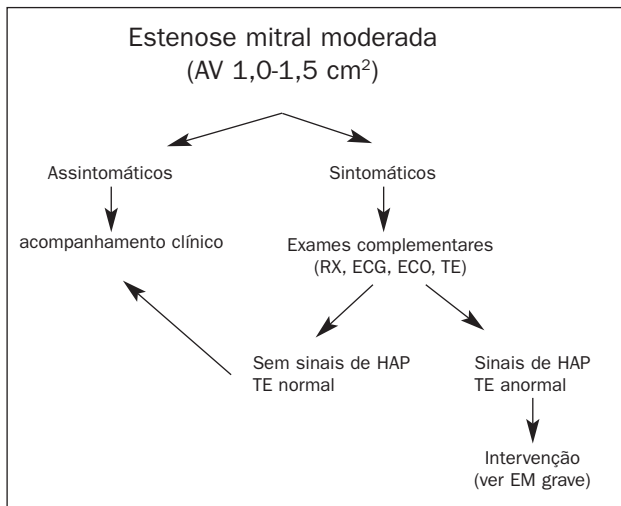 Estenose mitral moderada
(AV 1,0-1,5 cm²)
Assintomáticos
Sintomáticos
acompanhamento clínico
Exames complementares
(RX, ECG, ECO, TE)
Sem sinais de HAP
TE normal
Sinais de HAP
TE anormal
Intervenção
(ver EM grave)